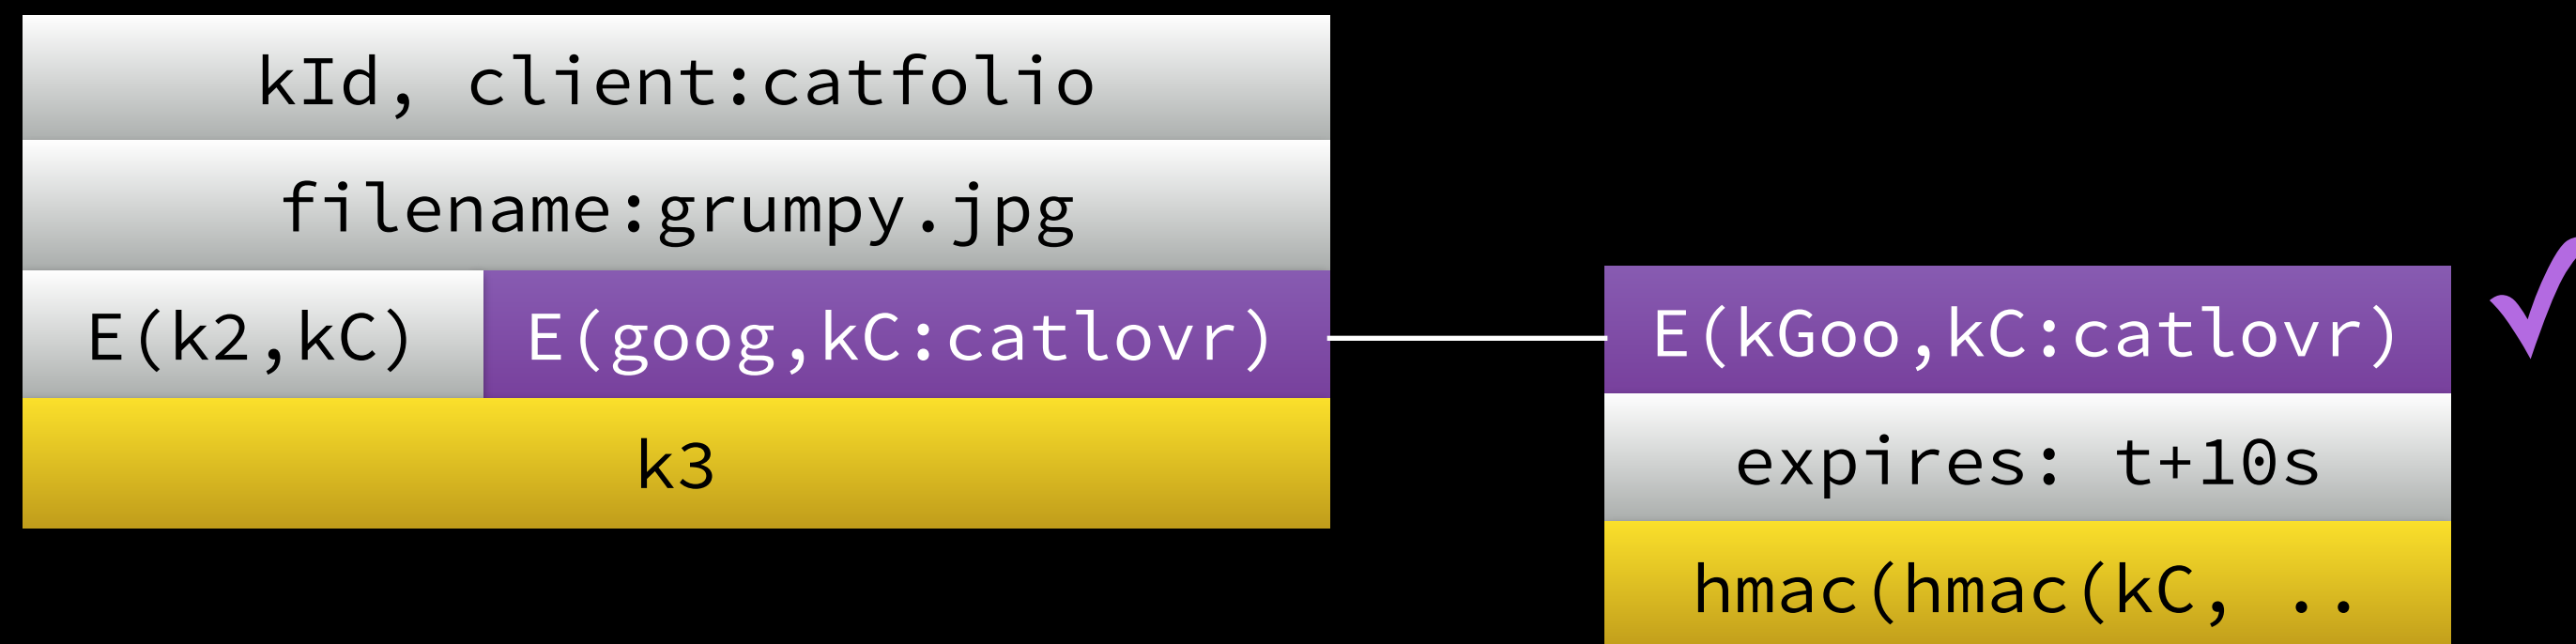 kId, client:catfolio
filename:grumpy.jpg
E(k2,kC) E(goog,kC:catlovr)
k3
E(kGoo,kC:catlovr)
expires: t+10s
hmac(hmac(kC, ..